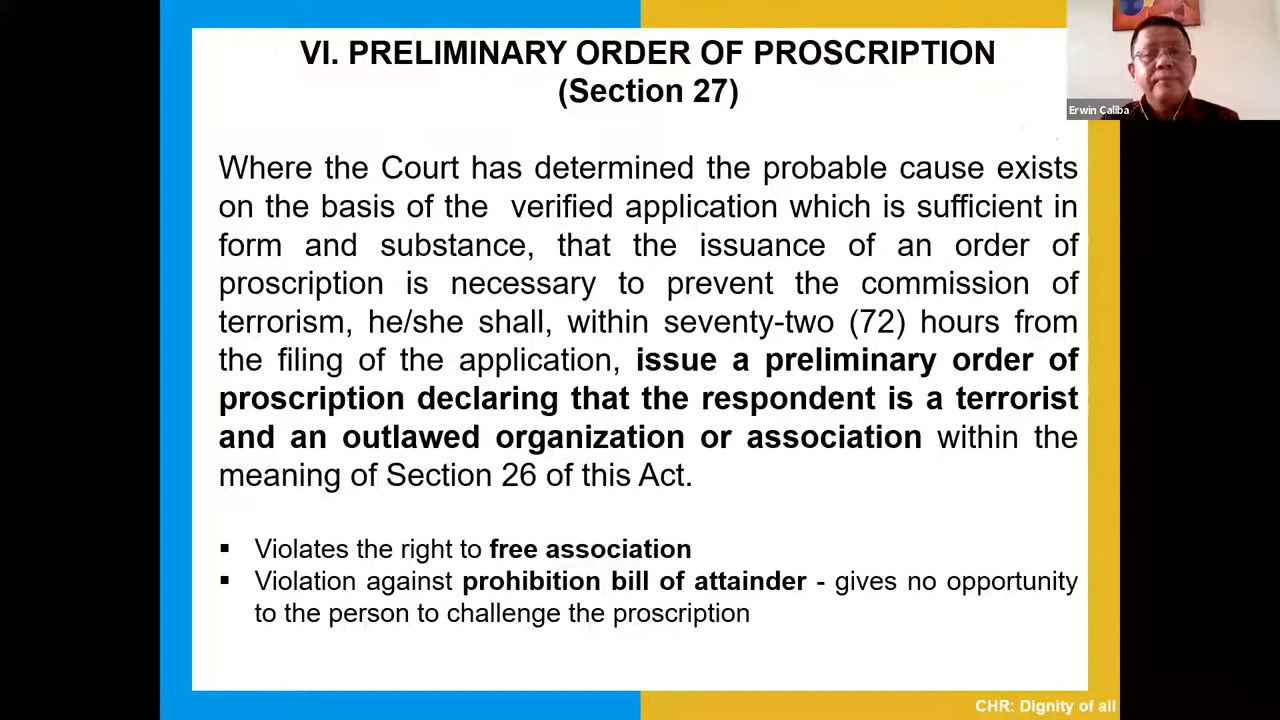 VI. PRELIMINARY ORDER OF PROSCRIPTION
(Section 27)
Erwin Caliba
Where the Court has determined the probable cause exists
on the basis of the verified application which is sufficient in
form and substance, that the issuance of an order of
proscription is necessary to prevent the commission of
terrorism, he/she shall, within seventy-two (72) hours from
the filing of the application, issue a preliminary order of
proscription declaring that the respondent is a terrorist
and an outlawed organization or association within the
meaning of Section 26 of this Act.
▪ Violates the right to free association
▪ Violation against prohibition bill of attainder - gives no opportunity
to the person to challenge the proscription
CHR: Dignity of all